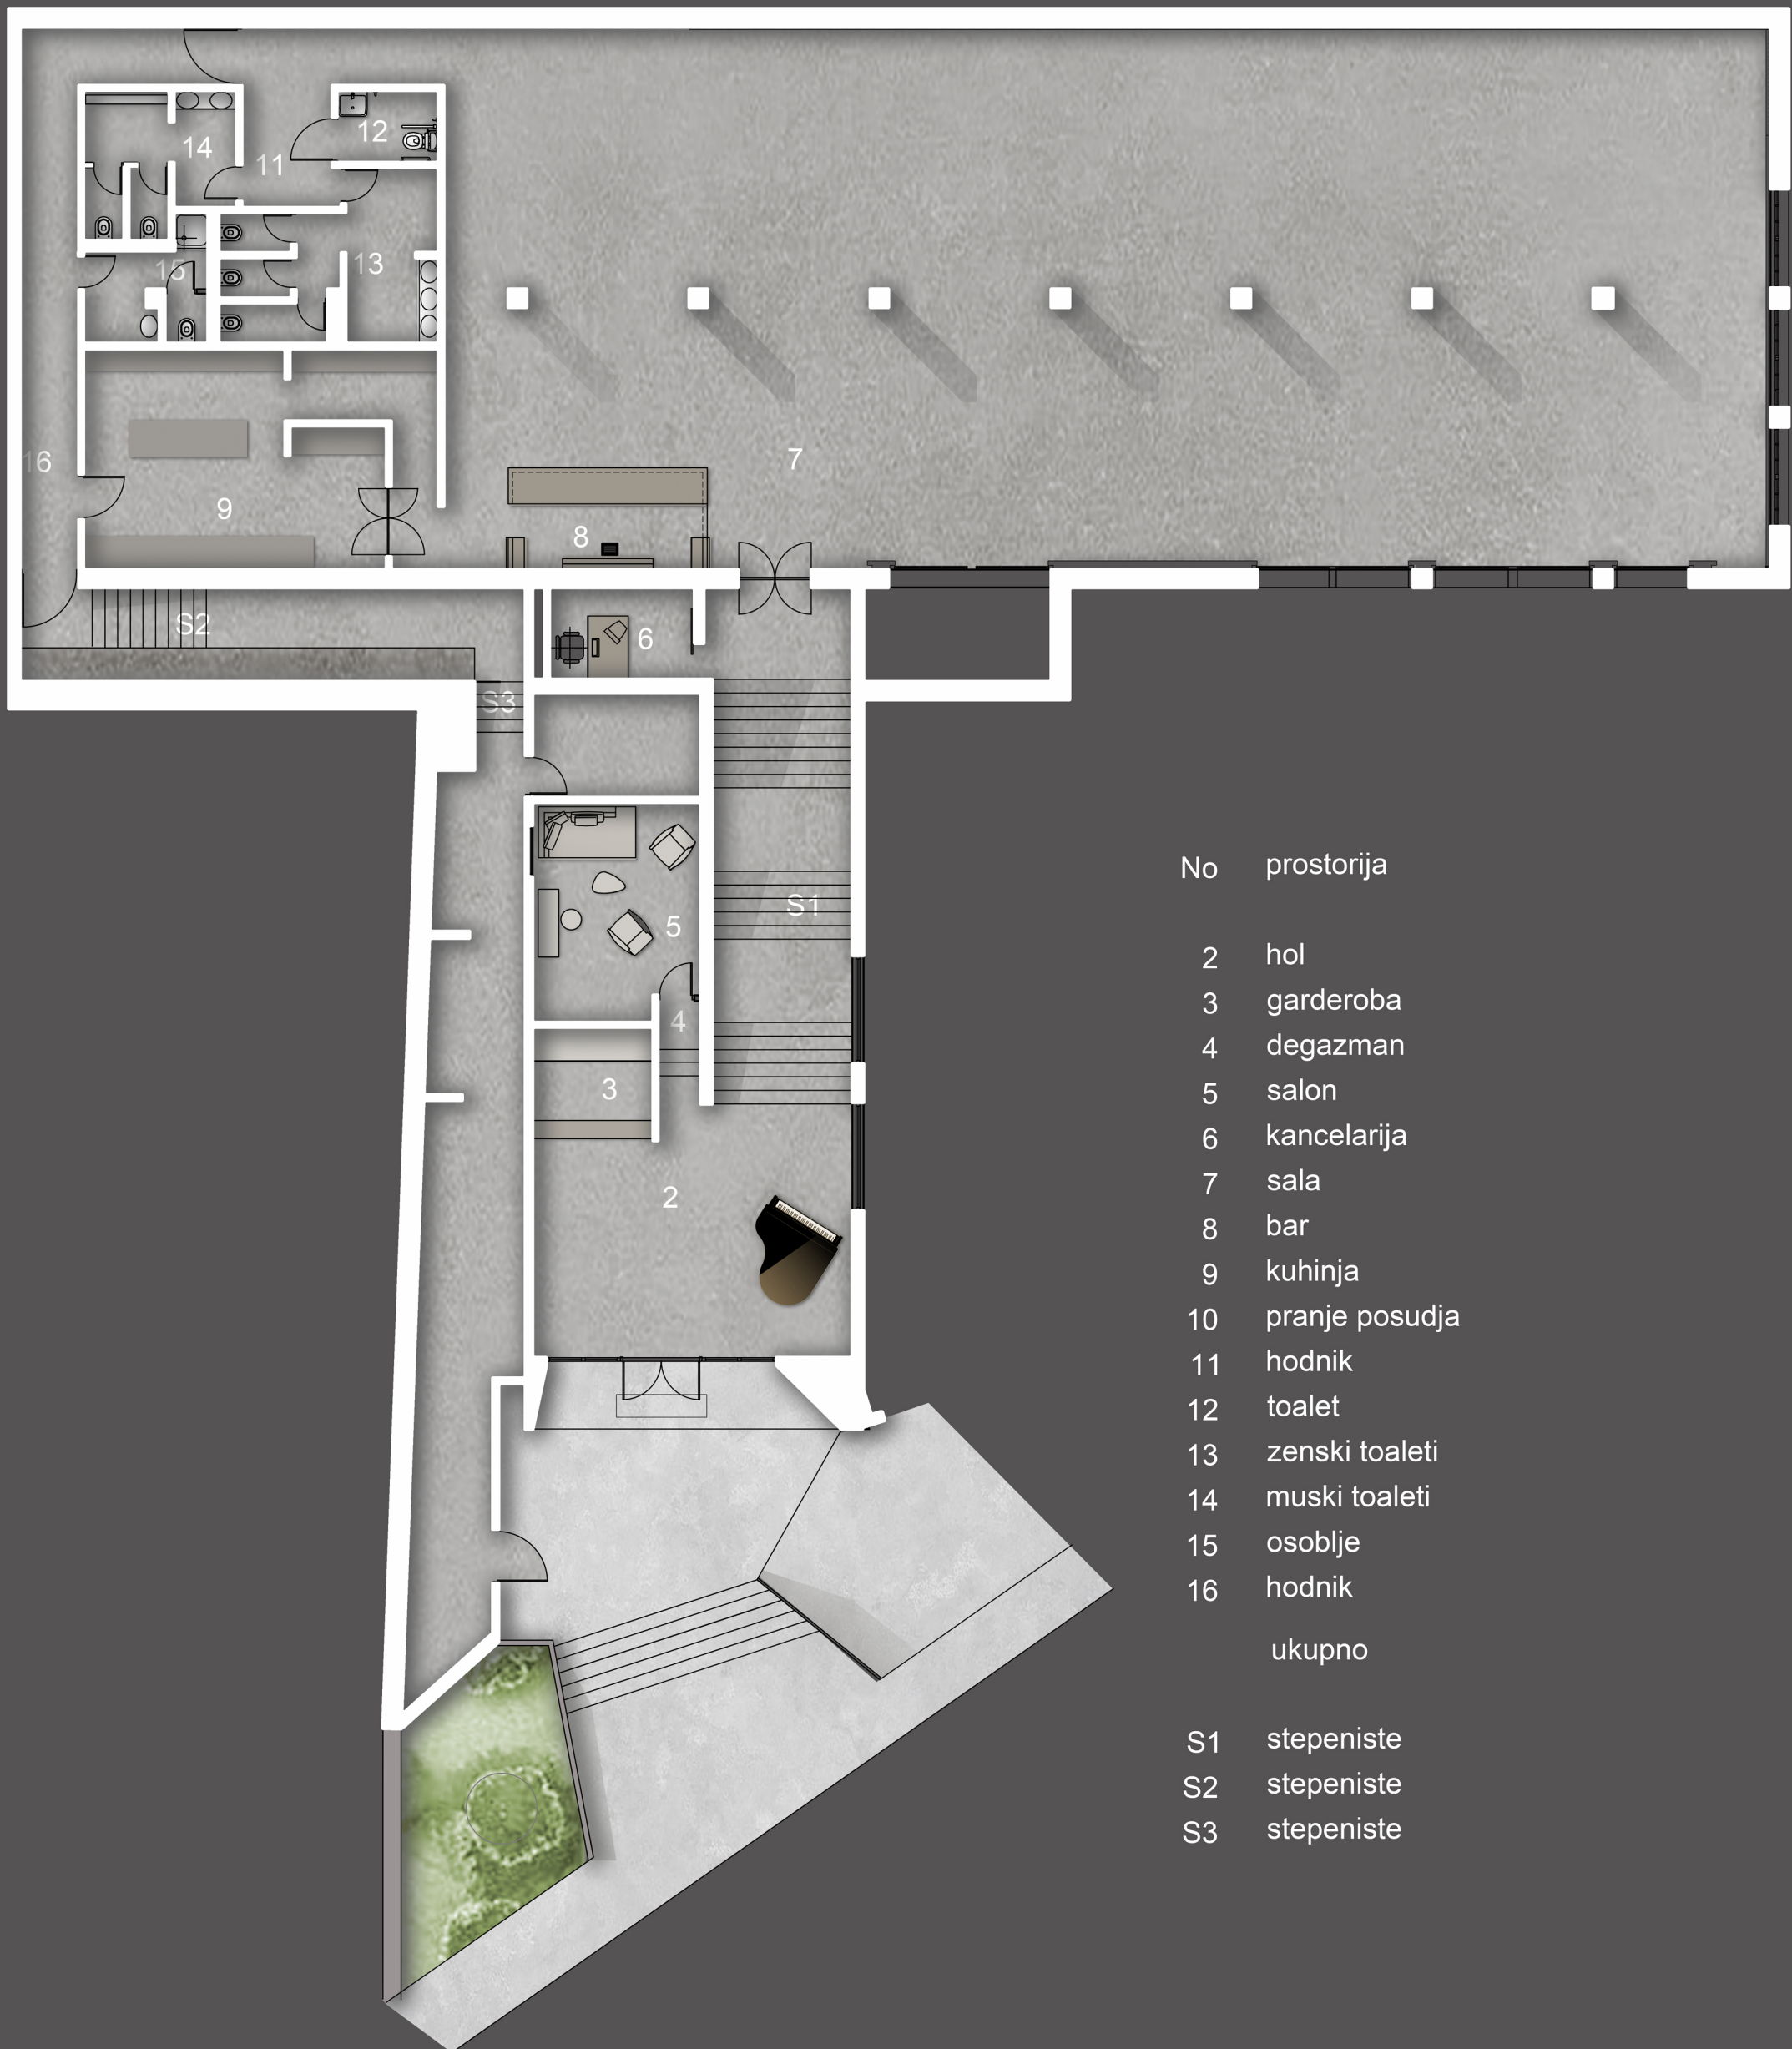 14
12
11
15
13
16
7
9
8
S2
6
S3
S1
5
4
3
2
No prostorija
2 hol
3 garderoba
4 degazman
5 salon
6 kancelarija
7 sala
8 bar
9 kuhinja
10 pranje posudja
11 hodnik
12 toalet
13 zenski toaleti
14 muski toaleti
15 osoblje
16 hodnik
ukupno
S1 stepeniste
S2 stepeniste
S3 stepeniste